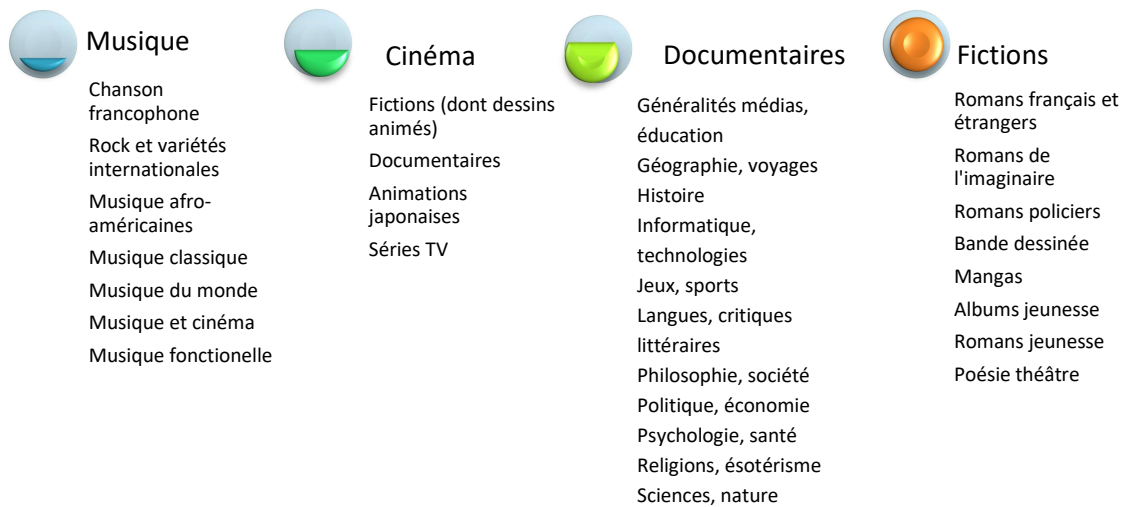 Musique
Chanson
francophone
Rock et variétés
internationales
Musique afro-
américaines
Musique classique
Musique du monde
Musique et cinéma
Musique fonctionelle
Cinéma
Fictions (dont dessins
animés)
Documentaires
Animations
japonaises
Séries TV
Documentaires
Généralités médias,
éducation
Géographie, voyages
Histoire
Informatique,
technologies
Jeux, sports
Langues, critiques
littéraires
Philosophie, société
Politique, économie
Psychologie, santé
Religions, ésotérisme
Sciences, nature
Fictions
Romans français et
étrangers
Romans de
l'imaginaire
Romans policiers
Bande dessinée
Mangas
Albums jeunesse
Romans jeunesse
Poésie théâtre